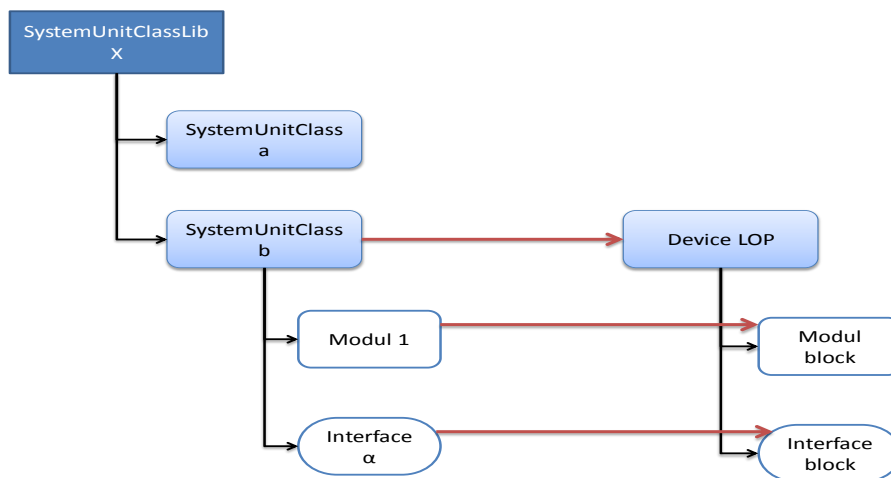 SystemUnitClassLib
X
SystemUnitClass
a
SystemUnitClass
b
Device LOP
Modul 1
Modul
block
Interface
α
Interface
block